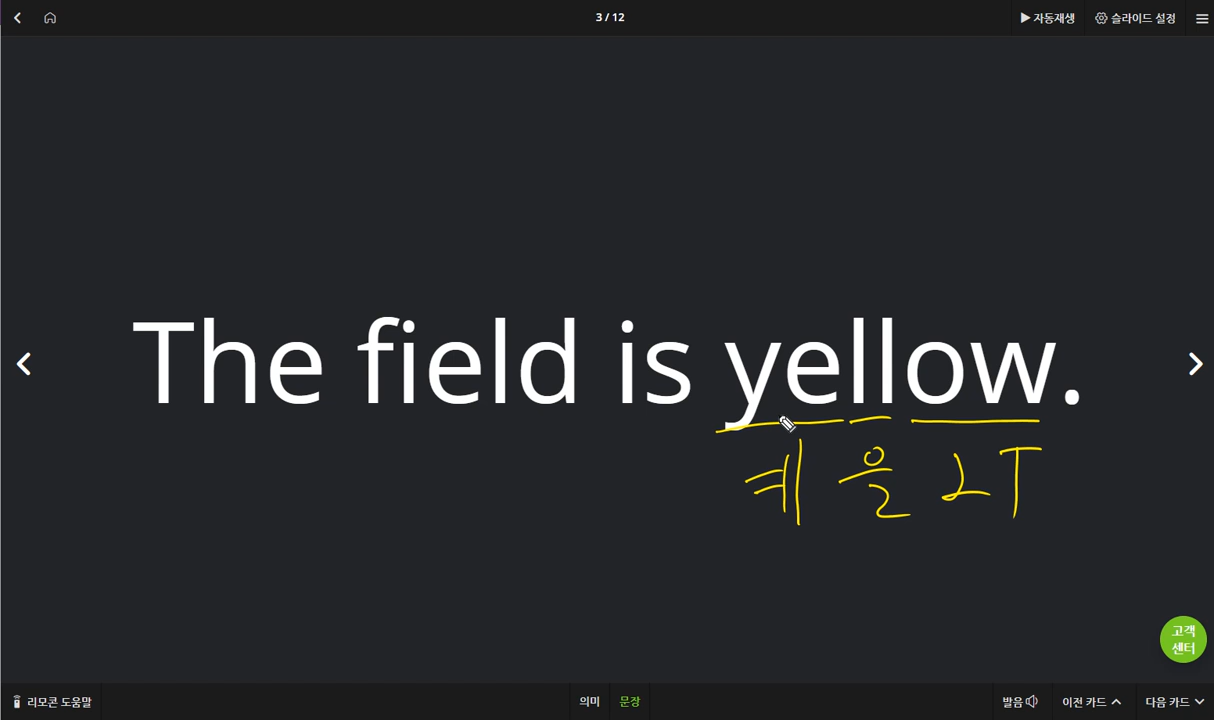 3 / 12
▶ 자동재생
슬라이드 설정
The field is yellow.
ㅖ 을 ㅗㅜ
고객
센터
리모콘 도움말
의미
문장
발음
이전 카드
다음 카드